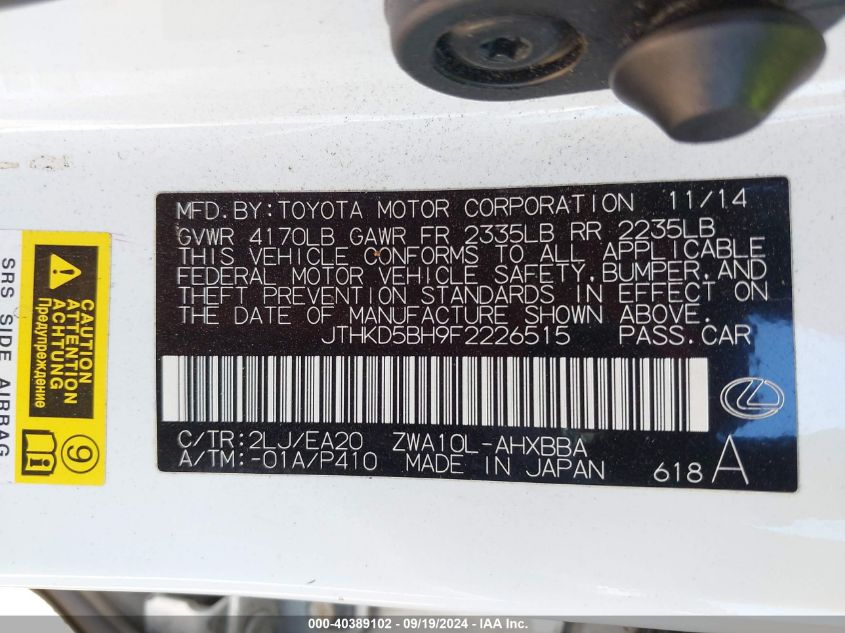 MFD.BY:TOYOTA MOTOR CORPORATION 11/14
GVWR 4170LB GAWR FR 2335LB RR 2235LB
THIS VEHICLE CONFORMS TO ALL APPLICABLE
FEDERAL MOTOR VEHICLE SAFETY, BUMPER, AND
THEFT PREVENTION STANDARDS IN EFFECT ON
THE DATE OF MANUFACTURE SHOWN ABOVE.
JTHKD5BH9F2226515 PASS.CAR
C/TR:2LJ/EA20 ZWA10L-AHXBBA
A/TM:-01A/P410 MADE IN JAPAN 618 A
CAUTION
ATTENTION
ACHTUNG
Предупреждение
SRS SIDE AIRBAG
9
000-40389102 - 09/19/2024 - IAA Inc.